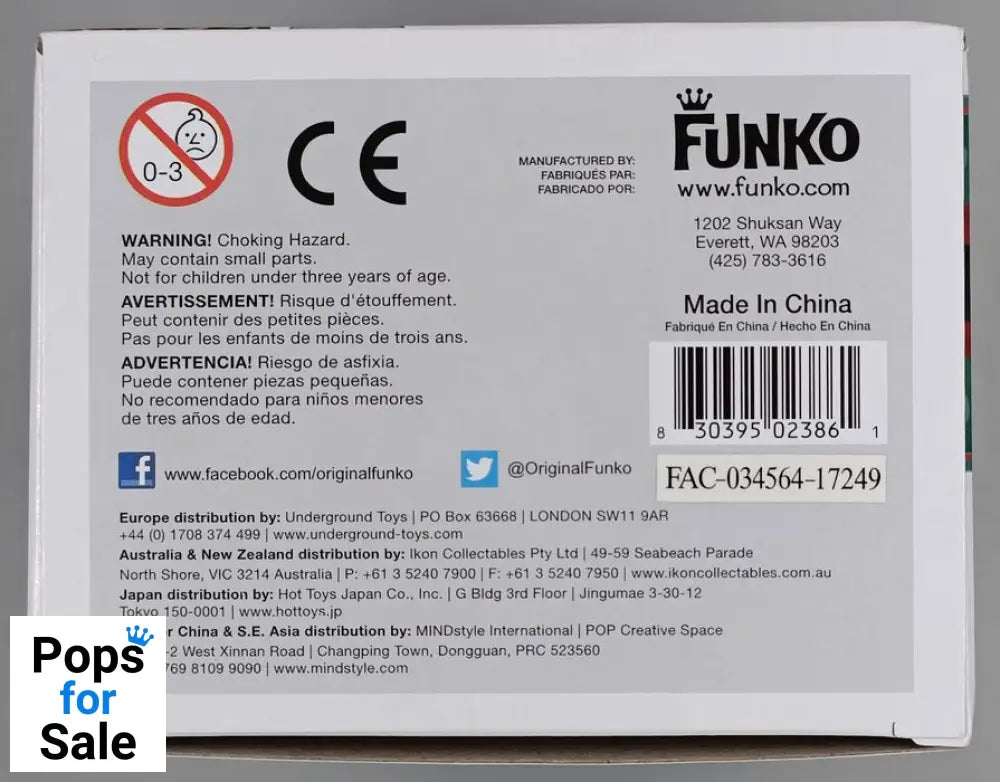 0-3
CE
MANUFACTURED BY:
FABRIQUÉS PAR:
FABRICADO POR:
FUNKO
www.funko.com
1202 Shuksan Way
Everett, WA 98203
(425) 783-3616
WARNING! Choking Hazard.
May contain small parts.
Not for children under three years of age.
AVERTISSEMENT! Risque d'étouffement.
Peut contenir des petites pièces.
Pas pour les enfants de moins de trois ans.
ADVERTENCIA! Riesgo de asfixia.
Puede contener piezas pequeñas.
No recomendado para niños menores
de tres años de edad.
Made In China
Fabriqué En China / Hecho En China
8 30395 02386 1
FAC-034564-17249
f www.facebook.com/originalfunko
@OriginalFunko
Europe distribution by: Underground Toys | PO Box 63668 | LONDON SW11 9AR
+44 (0) 1708 374 499 | www.underground-toys.com
Australia & New Zealand distribution by: Ikon Collectables Pty Ltd | 49-59 Seabeach Parade
North Shore, VIC 3214 Australia | P: +61 3 5240 7900 | F: +61 3 5240 7950 | www.ikoncollectables.com.au
Japan distribution by: Hot Toys Japan Co., Inc. | G Bldg 3rd Floor | Jingumae 3-30-12
Tokyo 150-0001 | www.hottoys.jp
China & S.E. Asia distribution by: MINDstyle International | POP Creative Space
-2 West Xinnan Road | Changping Town, Dongguan, PRC 523560
769 8109 9090 | www.mindstyle.com
Pops
for
Sale